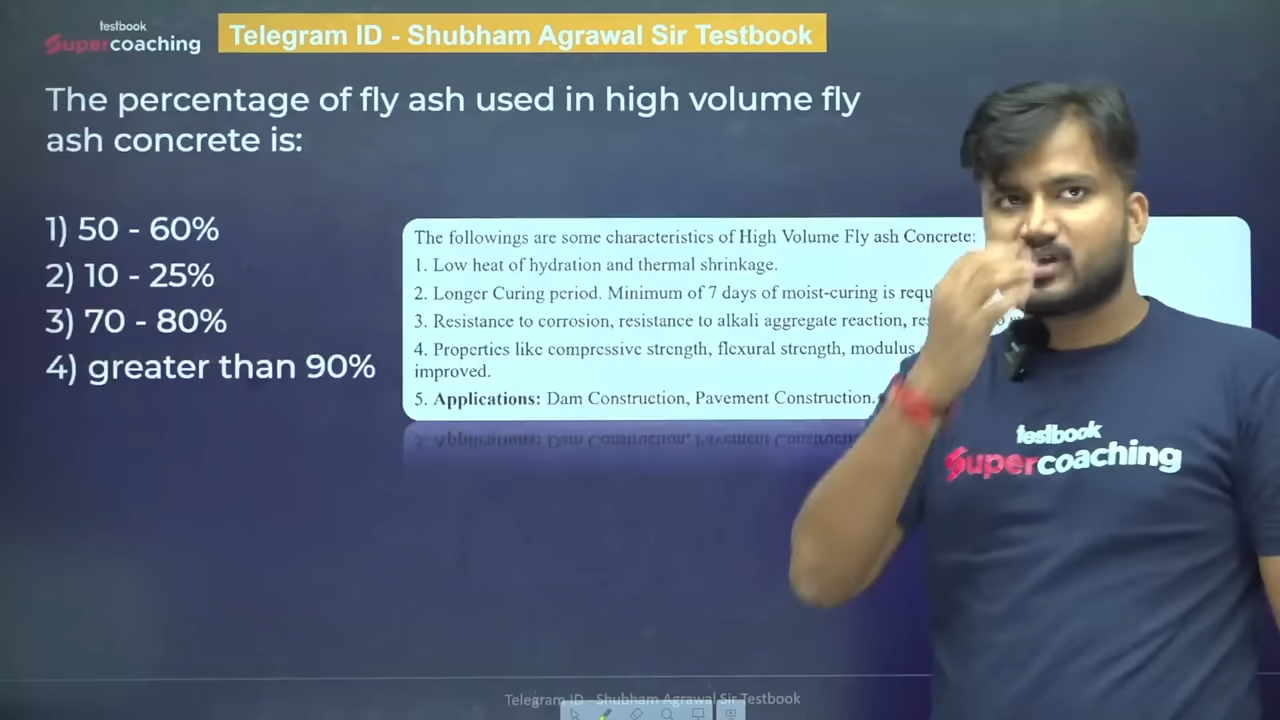 testbook
Supercoaching
Telegram ID - Shubham Agrawal Sir Testbook
The percentage of fly ash used in high volume fly
ash concrete is:
1) 50 - 60%
2) 10 - 25%
3) 70 - 80%
4) greater than 90%
The followings are some characteristics of High Volume Fly ash Concrete:
1. Low heat of hydration and thermal shrinkage.
2. Longer Curing period. Minimum of 7 days of moist-curing is
3. Resistance to corrosion, resistance to alkali aggregate reaction,
4. Properties like compressive strength, flexural strength, modulus
improved.
5. Applications: Dam Construction, Pavement Construction.
testbook
Supercoaching
Telegram ID - Shubham Agrawal Sir Testbook